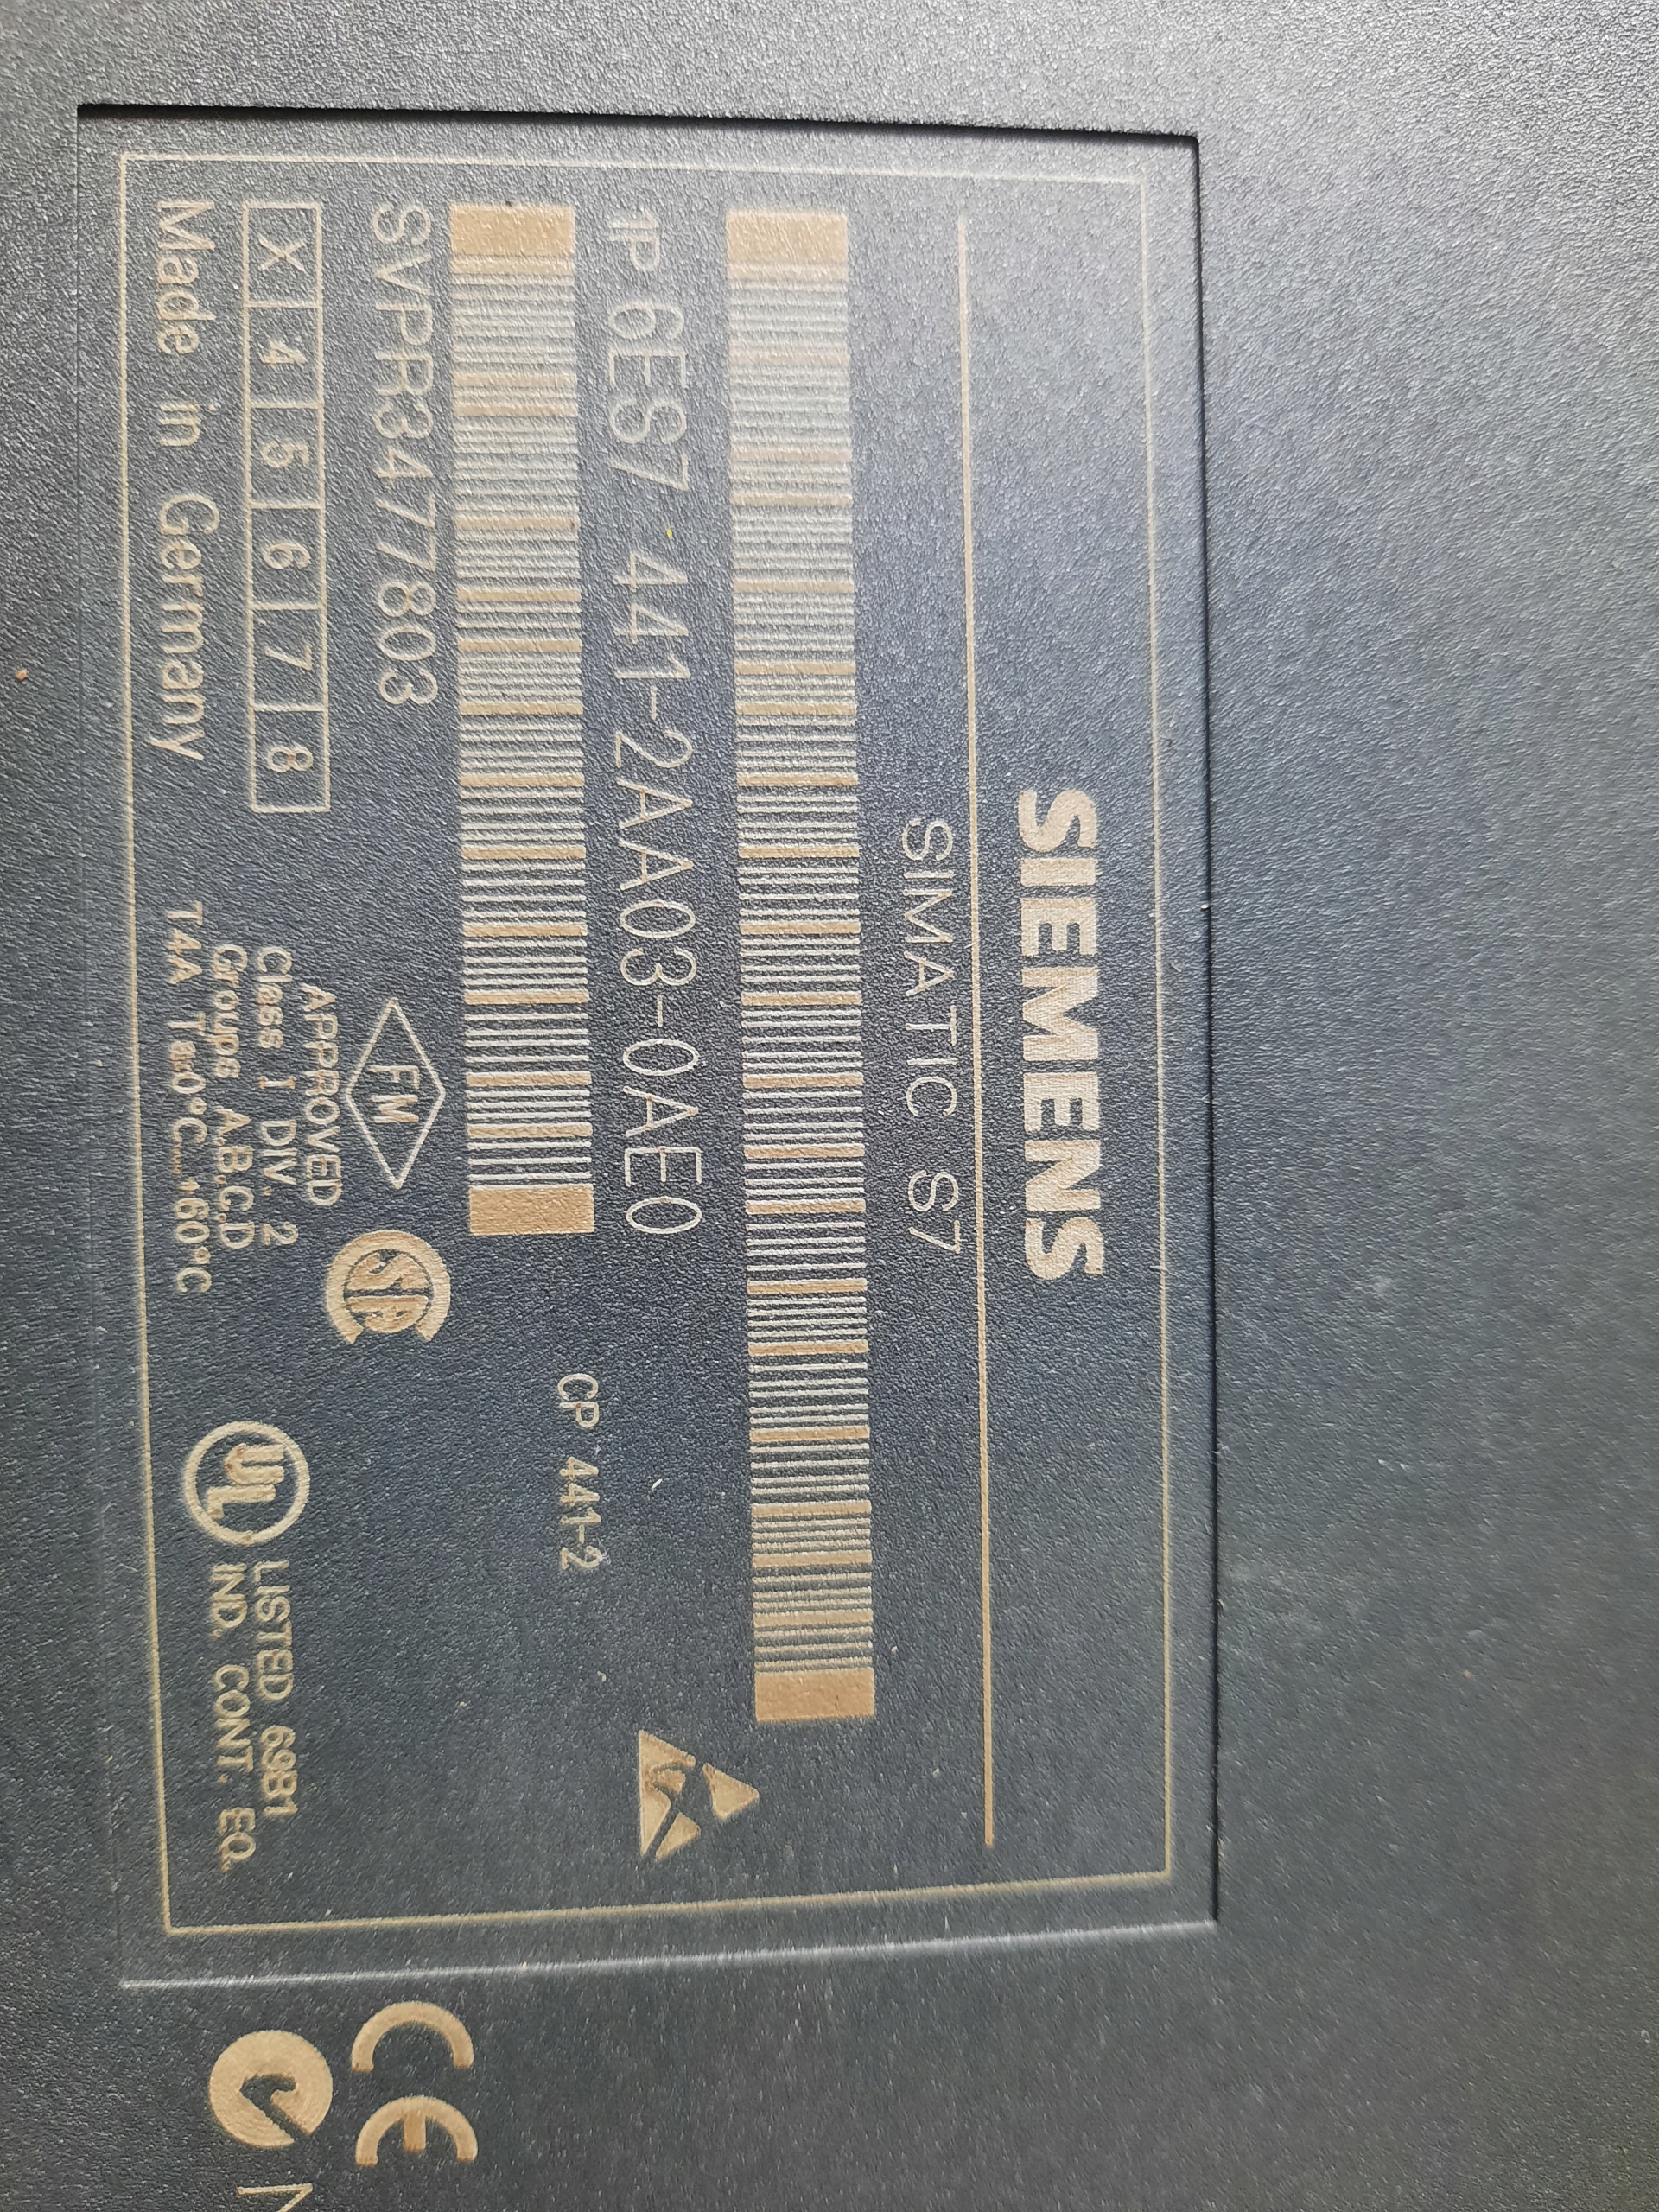 SIEMENS
SIMATIC S7
1P 6ES7 441-2AA03-0AE0
CP 441-2
SVPR3477803
X 4 5 6 7 8
Made in Germany
FM
APPROVED
Class I DIV. 2
Groups A.B.C.D
T4A Ta:0°C...+60°C
UL
LISTED 69B1
IND. CONT. EQ.
CE
N